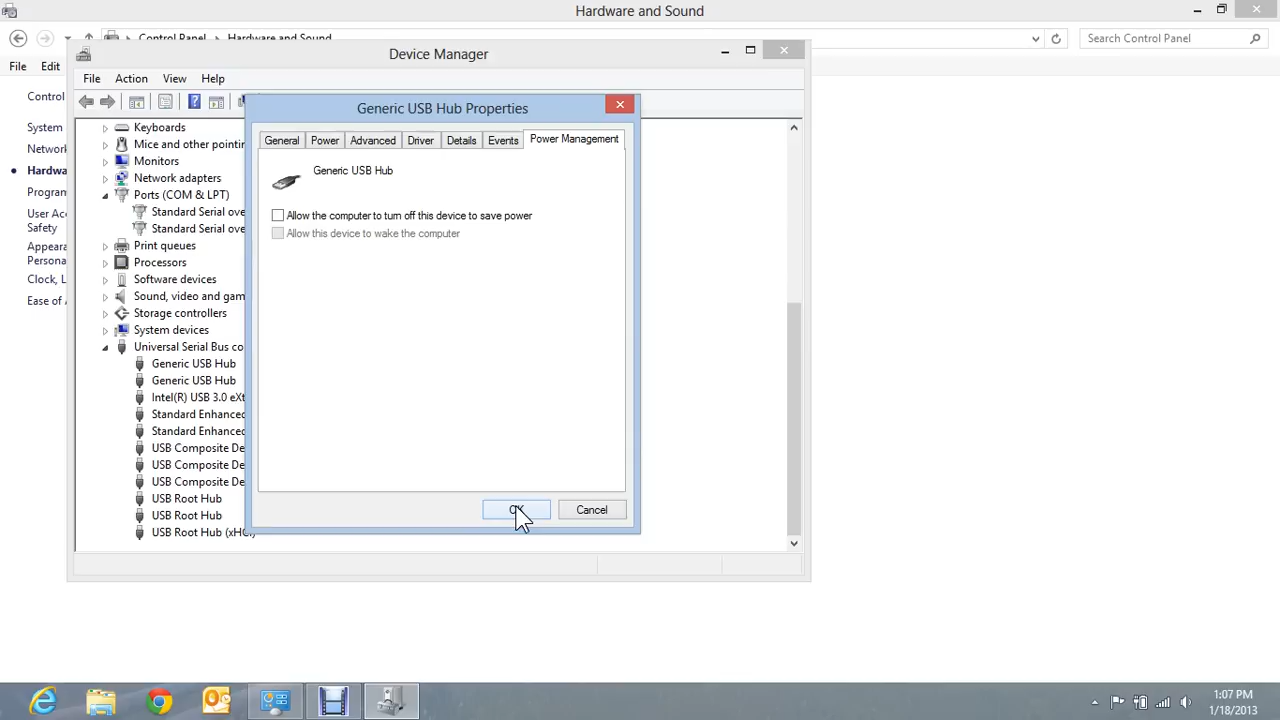 Hardware and Sound
Control Panel
Hardware and Sound
Search Control Panel
File
Edit
Device Manager
File
Action
View
Help
Control
System
Network
Hardwa
Program
User Acc
Safety
Appeara
Persona
Clock, L
Ease of A
Keyboards
Mice and other pointin
Monitors
Network adapters
Ports (COM & LPT)
Standard Serial ove
Standard Serial ove
Print queues
Processors
Software devices
Sound, video and gam
Storage controllers
System devices
Universal Serial Bus co
Generic USB Hub
Generic USB Hub
Intel(R) USB 3.0 eXt
Standard Enhanced
Standard Enhanced
USB Composite De
USB Composite De
USB Composite De
USB Root Hub
USB Root Hub
USB Root Hub (xHCI)
Generic USB Hub Properties
General
Power
Advanced
Driver
Details
Events
Power Management
Generic USB Hub
Allow the computer to turn off this device to save power
Allow this device to wake the computer
OK
Cancel
1:07 PM
1/18/2013